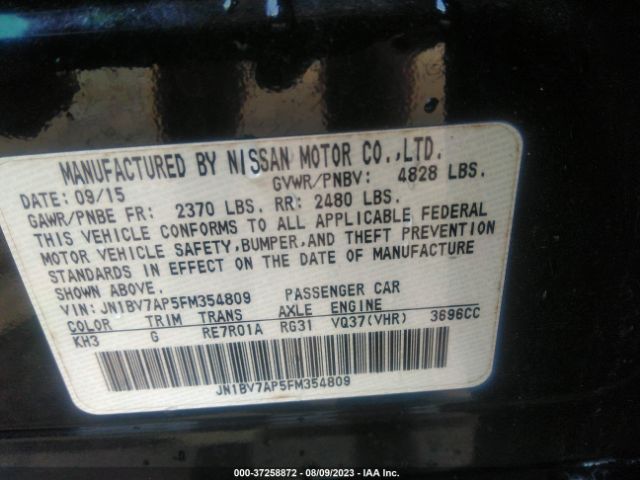 MANUFACTURED BY NISSAN MOTOR CO.,LTD.
DATE: 09/15 GVWR/PNBV: 4828 LBS.
GAWR/PNBE FR: 2370 LBS. RR: 2480 LBS.
THIS VEHICLE CONFORMS TO ALL APPLICABLE FEDERAL
MOTOR VEHICLE SAFETY,BUMPER,AND THEFT PREVENTION
STANDARDS IN EFFECT ON THE DATE OF MANUFACTURE
SHOWN ABOVE.
VIN: JN1BV7AP5FM354809 PASSENGER CAR
COLOR TRIM TRANS AXLE ENGINE
KH3 G RE7R01A RG31 VQ37(VHR) 3696CC
JN1BV7AP5FM354809
000-37258872 - 08/09/2023 - IAA Inc.